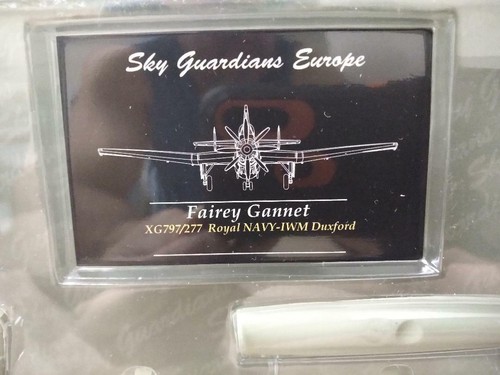 Sky Guardians Europe
Fairey Gannet
XG797/277 Royal NAVY-IWM Duxford